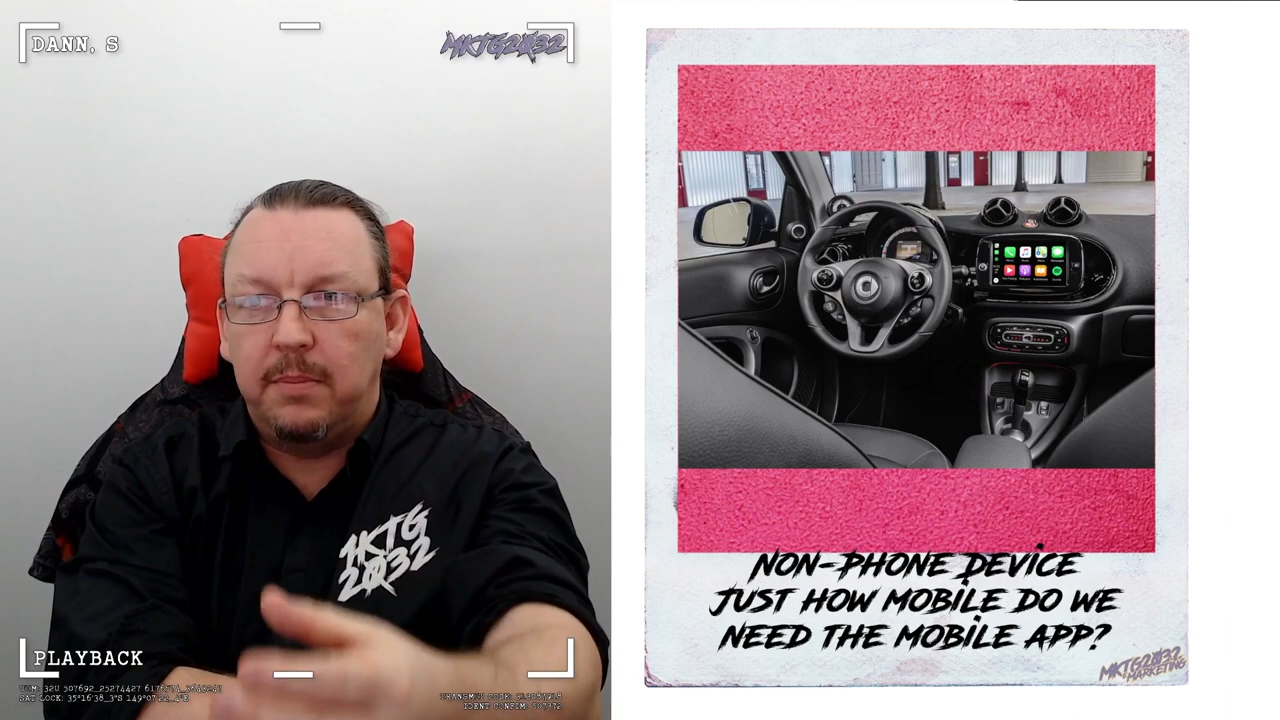 DANN, S
MKTG2032
MKTG
2032
PLAYBACK
NON-PHONE DEVICE
JUST HOW MOBILE DO WE
NEED THE MOBILE APP?
MKTG2032
MARKETING